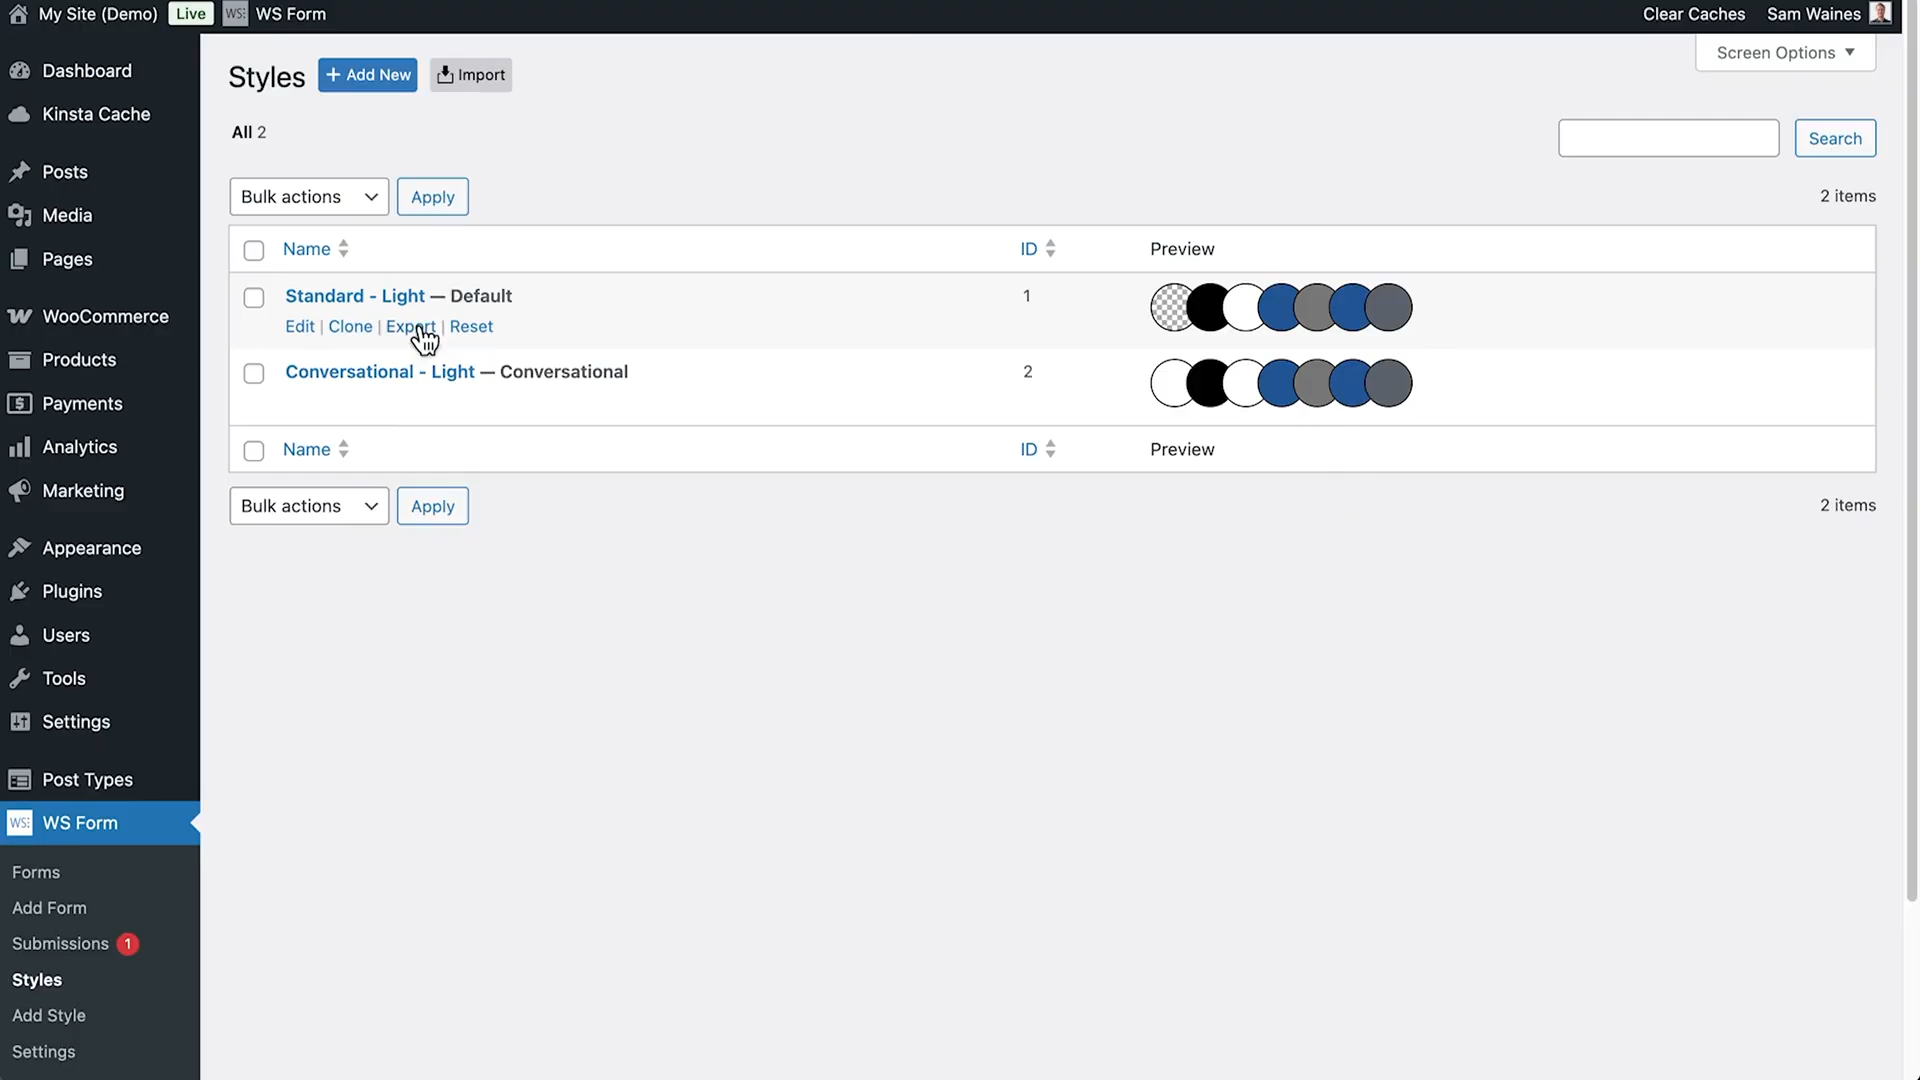 My Site (Demo) Live WS: WS Form Clear Caches Sam Waines
Screen Options
Dashboard
Kinsta Cache
Posts
Media
Pages
WooCommerce
Products
Payments
Analytics
Marketing
Appearance
Plugins
Users
Tools
Settings
Post Types
WS: WS Form
Forms
Add Form
Submissions 1
Styles
Add Style
Settings
Styles + Add New Import
All 2
Search
Bulk actions Apply 2 items
Name ID Preview
Standard - Light — Default 1
Edit | Clone | Export | Reset
Conversational - Light — Conversational 2
Name ID Preview
Bulk actions Apply 2 items